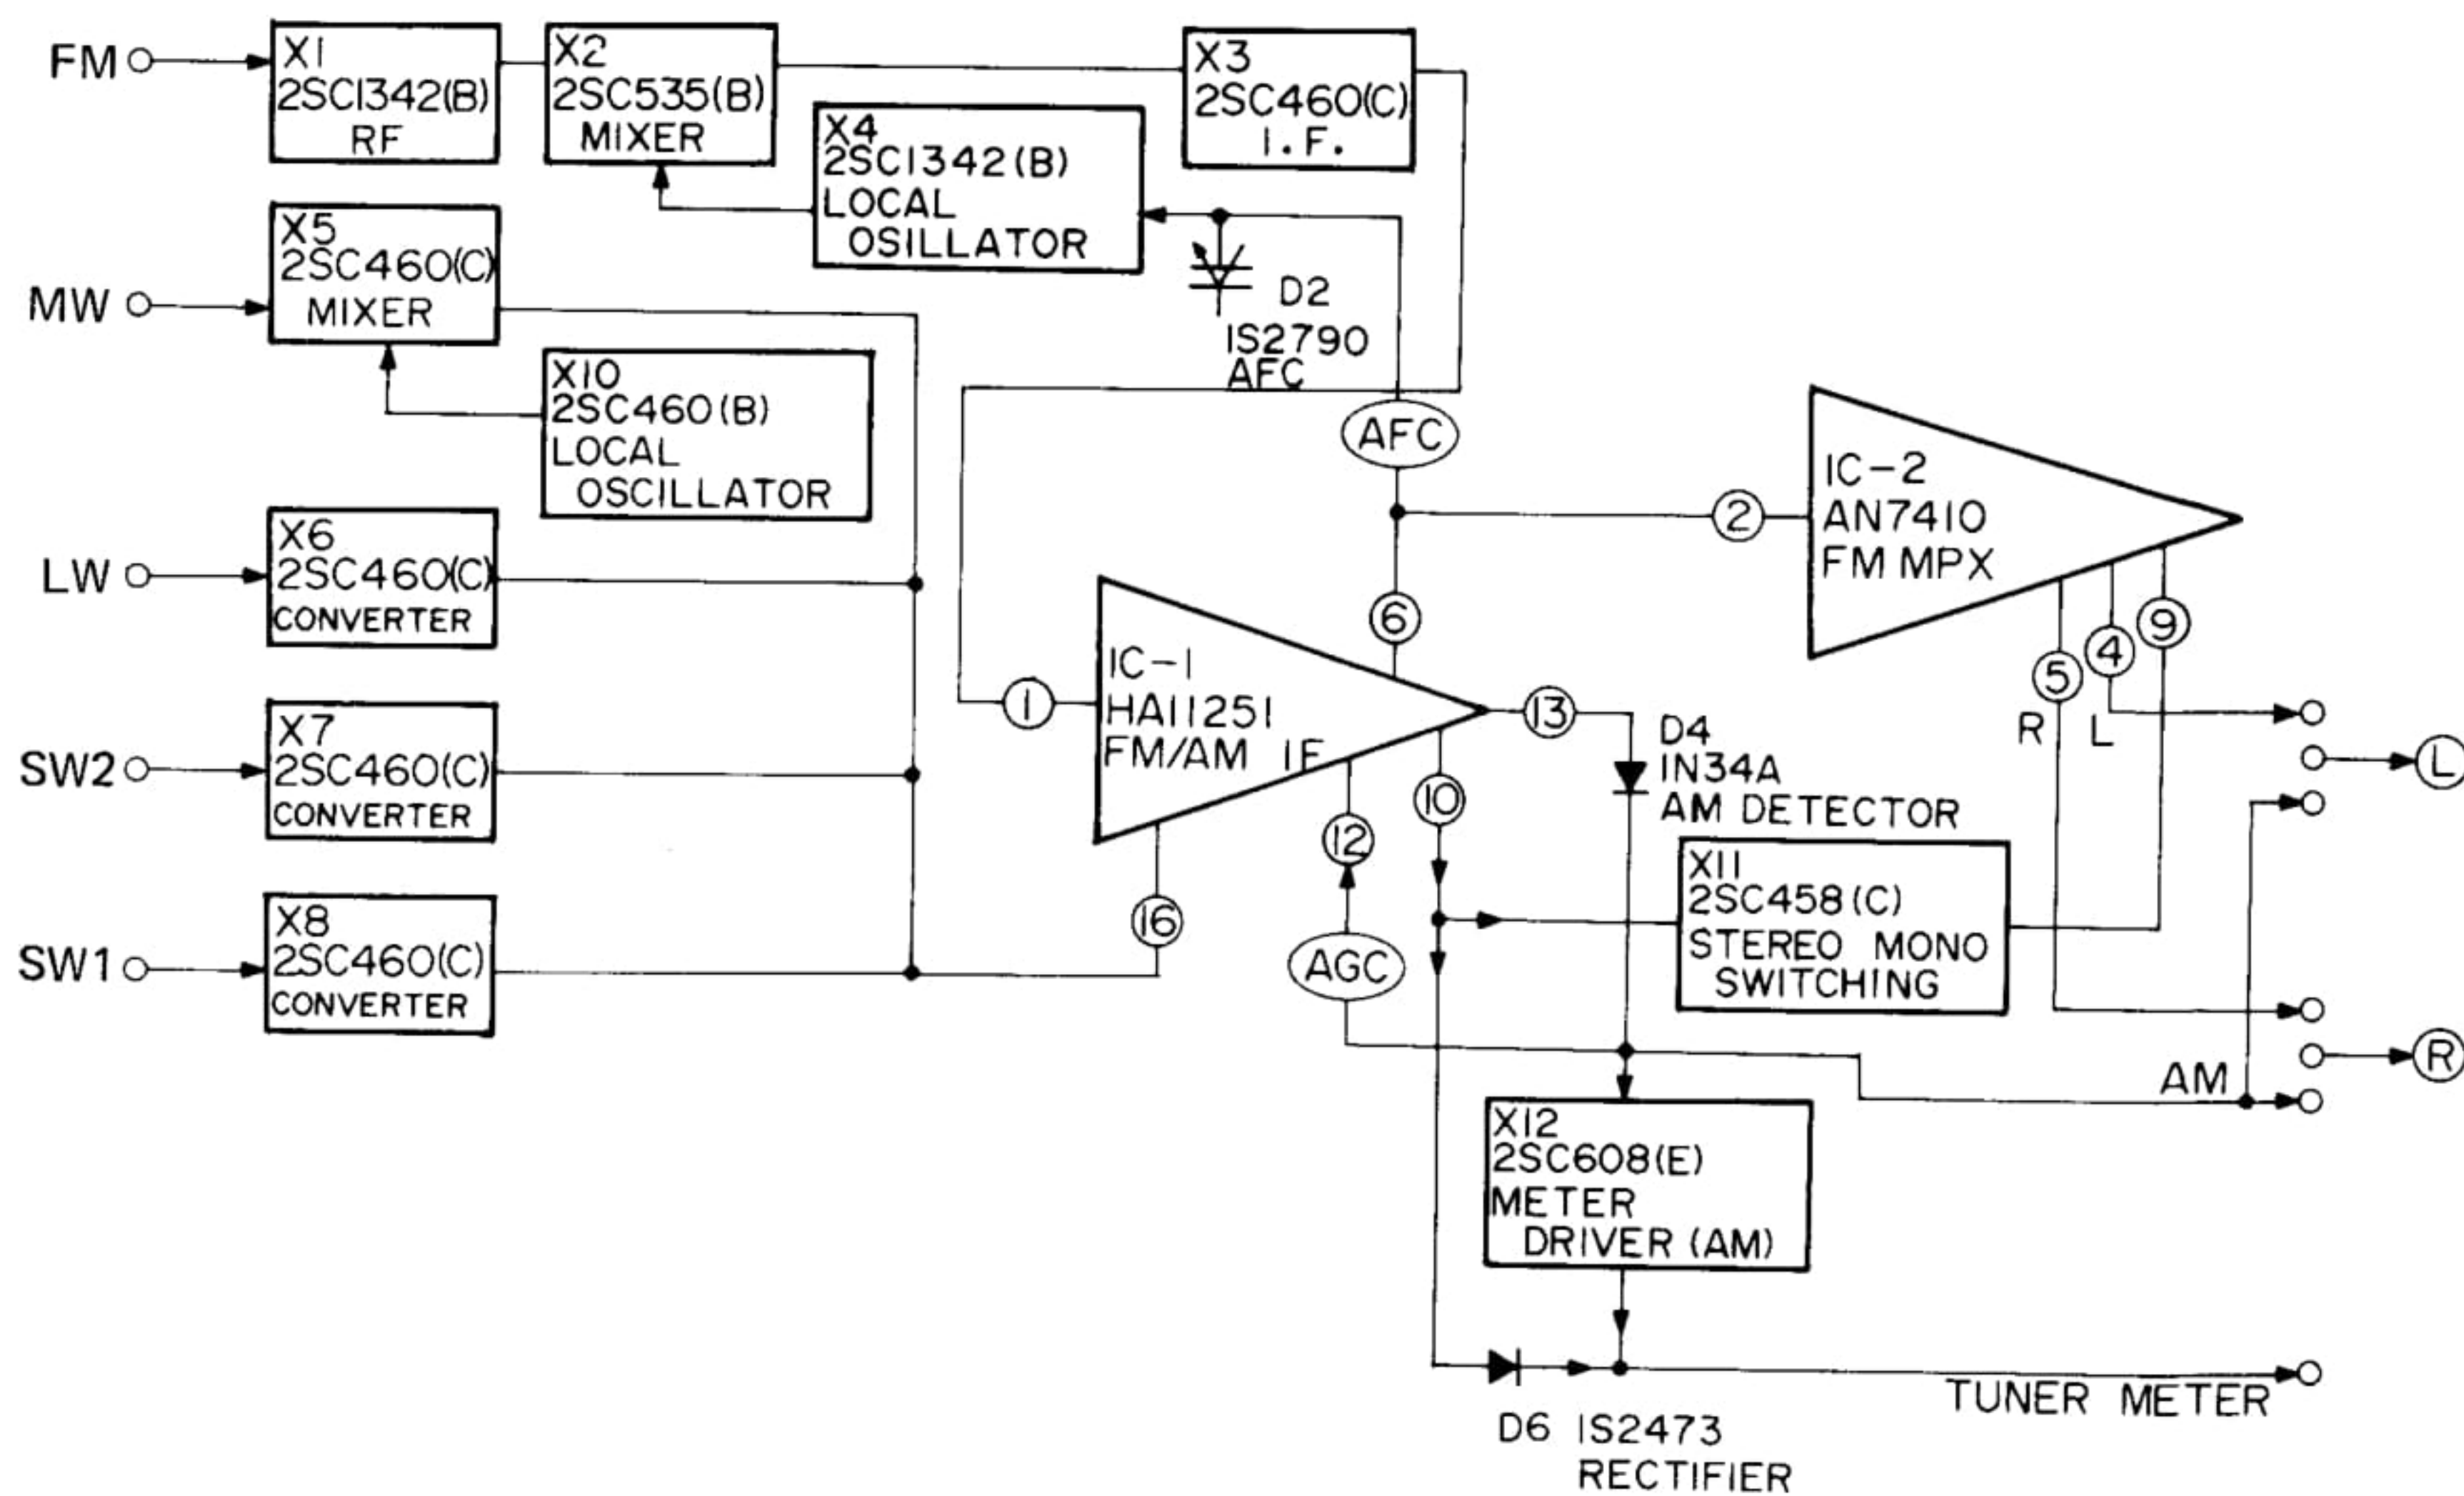 FM
X1
2SC1342(B)
RF
X2
2SC535(B)
MIXER
X3
2SC460(C)
I.F.
X4
2SC1342(B)
LOCAL
OSILLATOR
MW
X5
2SC460(C)
MIXER
D2
1S2790
AFC
X10
2SC460(B)
LOCAL
OSCILLATOR
AFC
LW
X6
2SC460(C)
CONVERTER
2
IC-2
AN7410
FM MPX
6
5
4
9
R
L
SW2
X7
2SC460(C)
CONVERTER
1
IC-1
HA11251
FM/AM IF
13
D4
IN34A
AM DETECTOR
L
12
10
16
AGC
X11
2SC458(C)
STEREO MONO
SWITCHING
SW1
X8
2SC460(C)
CONVERTER
R
AM
X12
2SC608(E)
METER
DRIVER (AM)
TUNER METER
D6 1S2473
RECTIFIER